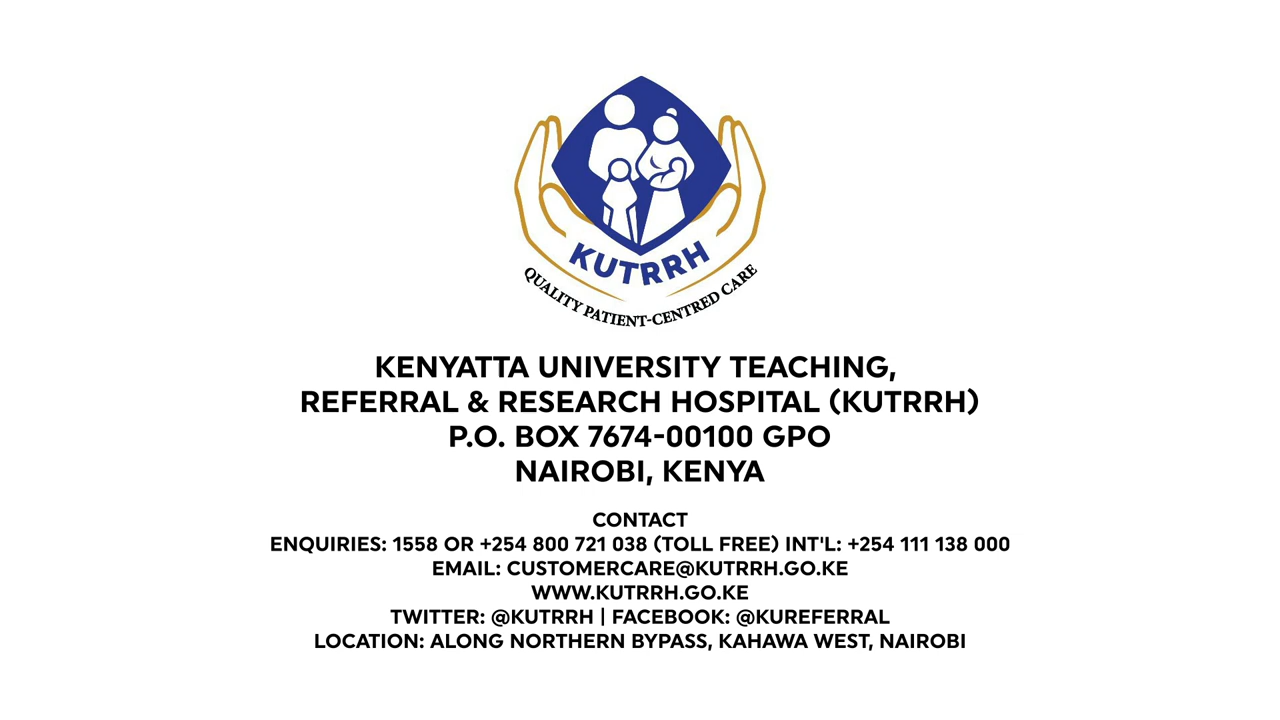 KUTRRH
QUALITY PATIENT-CENTRED CARE
KENYATTA UNIVERSITY TEACHING,
REFERRAL & RESEARCH HOSPITAL (KUTRRH)
P.O. BOX 7674-00100 GPO
NAIROBI, KENYA
CONTACT
ENQUIRIES: 1558 OR +254 800 721 038 (TOLL FREE) INT'L: +254 111 138 000
EMAIL: CUSTOMERCARE@KUTRRH.GO.KE
WWW.KUTRRH.GO.KE
TWITTER: @KUTRRH | FACEBOOK: @KUREFERRAL
LOCATION: ALONG NORTHERN BYPASS, KAHAWA WEST, NAIROBI